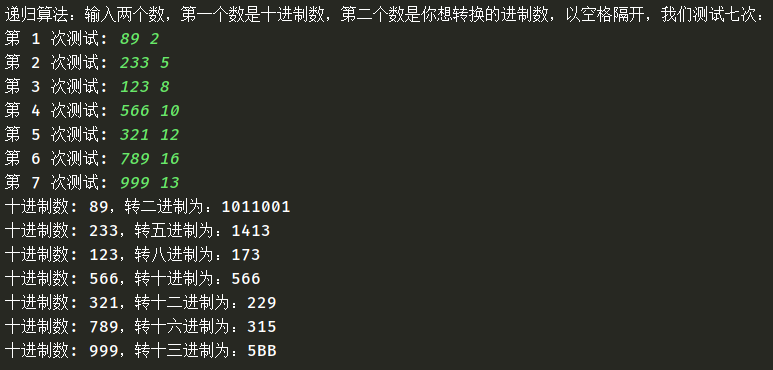 递归算法：输入两个数，第一个数是十进制数，第二个数是你想转换的进制数，以空格隔开，我们测试七次：
第 1 次测试: 89 2
第 2 次测试: 233 5
第 3 次测试: 123 8
第 4 次测试: 566 10
第 5 次测试: 321 12
第 6 次测试: 789 16
第 7 次测试: 999 13
十进制数: 89，转二进制为：1011001
十进制数: 233，转五进制为：1413
十进制数: 123，转八进制为：173
十进制数: 566，转十进制为：566
十进制数: 321，转十二进制为：229
十进制数: 789，转十六进制为：315
十进制数: 999，转十三进制为：5BB